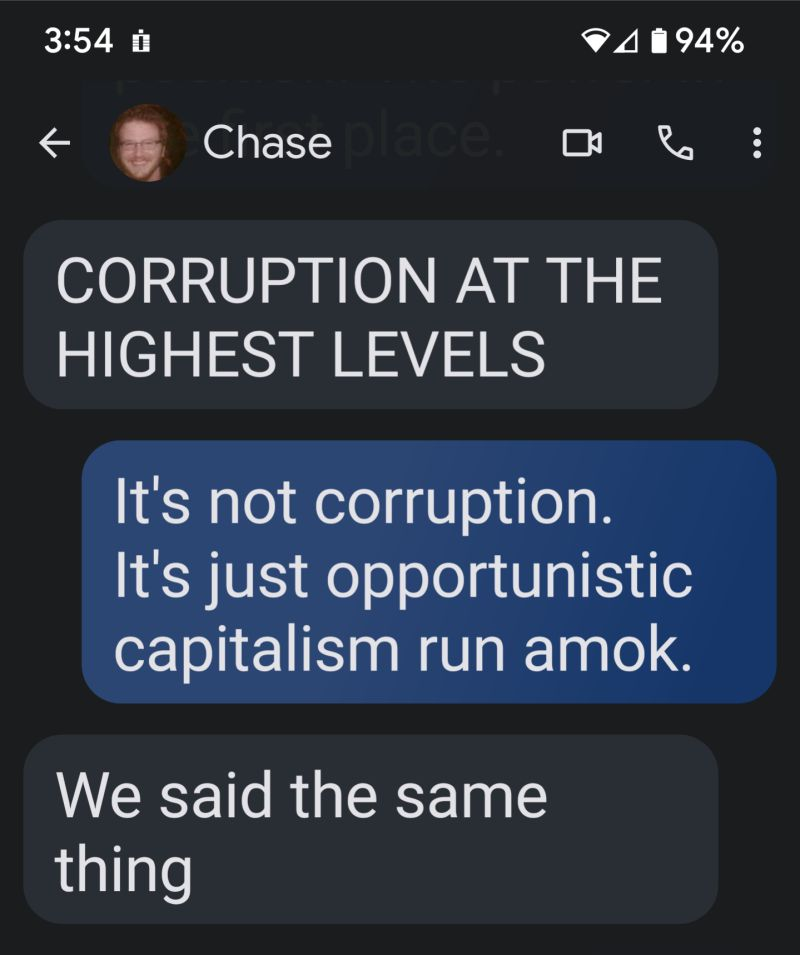 3:54 94%
place.
Chase
CORRUPTION AT THE
HIGHEST LEVELS
It's not corruption.
It's just opportunistic
capitalism run amok.
We said the same
thing